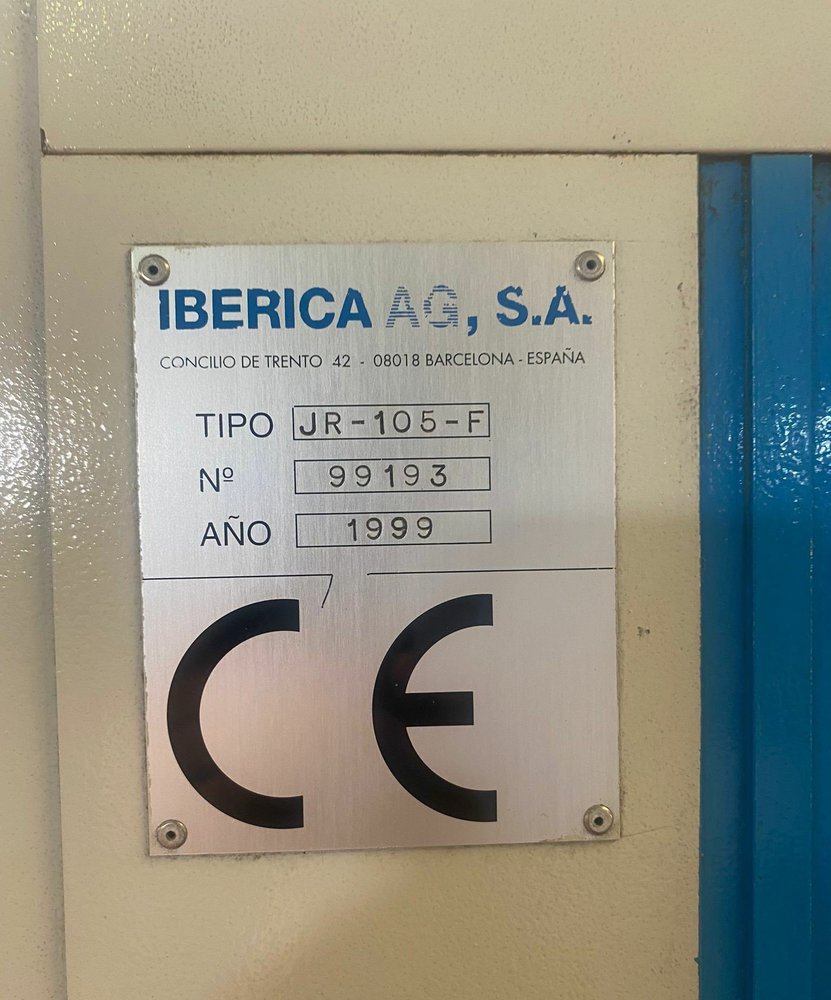 IBERICA AG, S.A.
CONCILIO DE TRENTO 42 - 08018 BARCELONA - ESPAÑA
TIPO JR-105-F
Nº 99193
AÑO 1999
CE